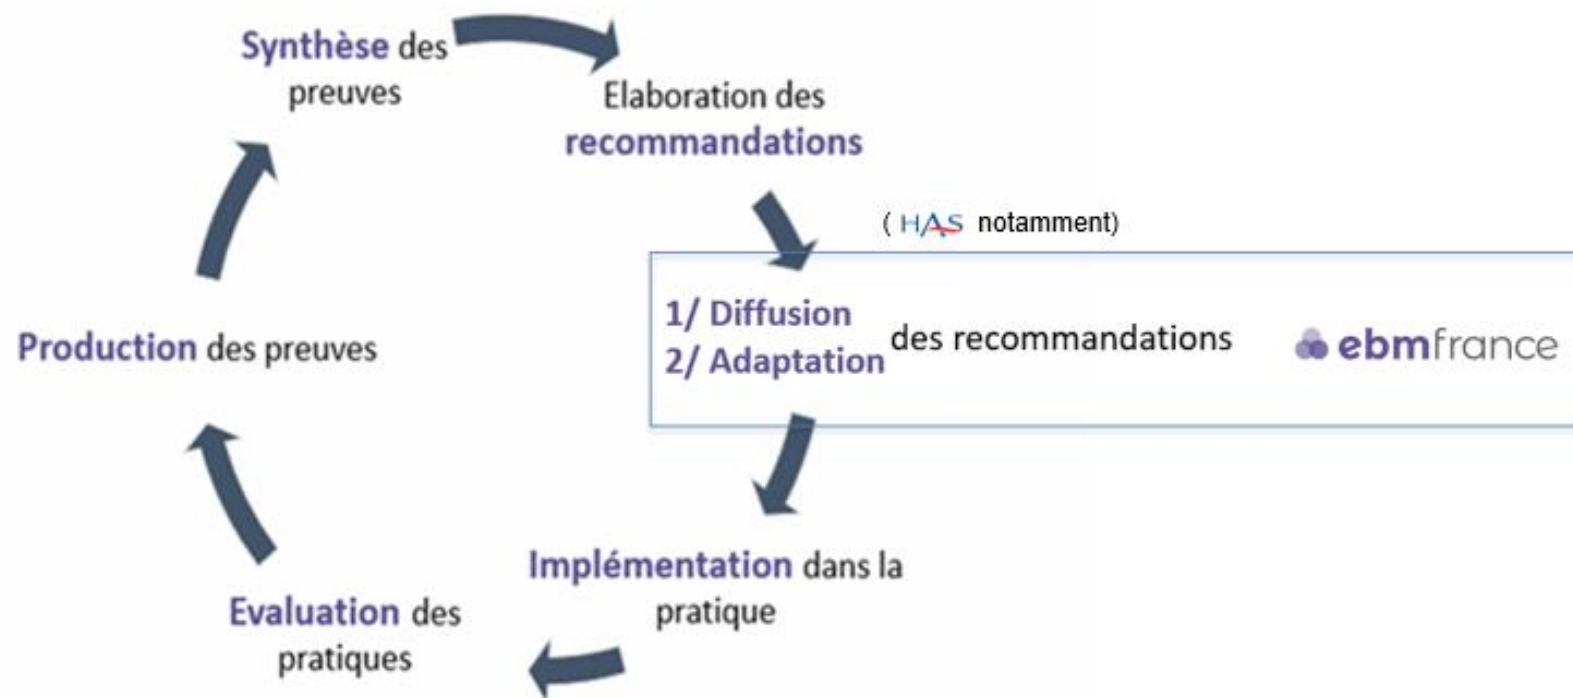 Synthèse des
preuves
Elaboration des
recommandations
( HAS notamment)
1/ Diffusion
2/ Adaptation
des recommandations
ebmfrance
Implémentation dans la
pratique
Evaluation des
pratiques
Production des preuves